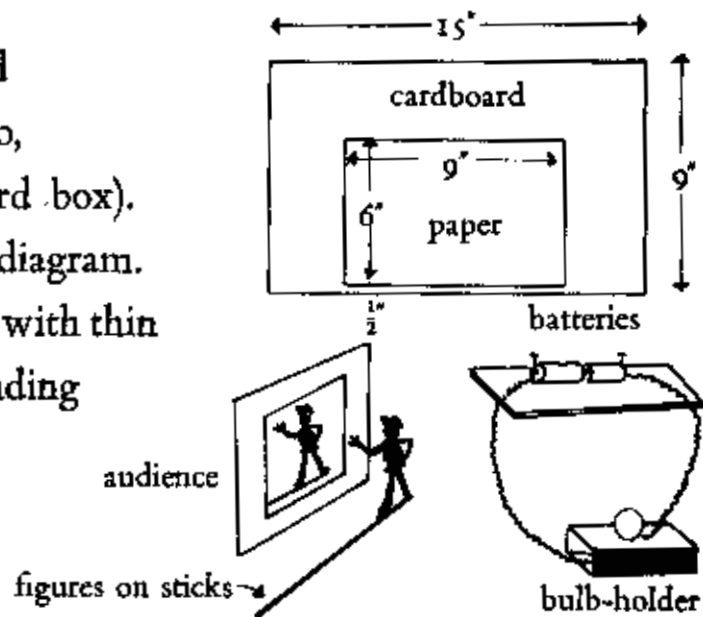 15"
cardboard
9"
6"
paper
9"
rd box).
diagram.
with thin
½"
batteries
audience
figures on sticks
bulb-holder